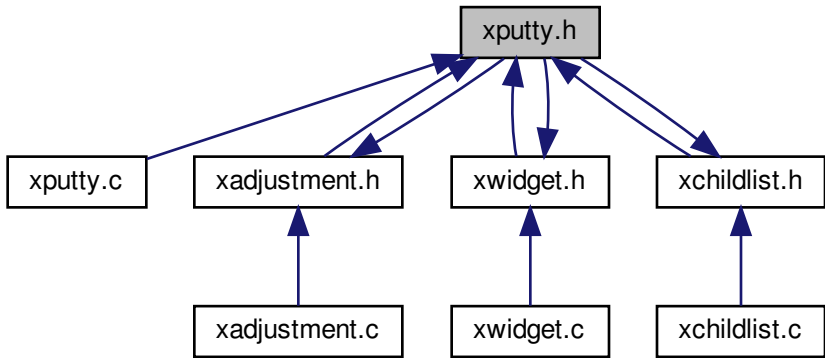 xputty.h
xputty.c
xadjustment.h
xwidget.h
xchildlist.h
xadjustment.c
xwidget.c
xchildlist.c